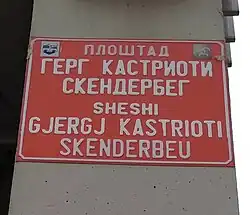 ПЛОШТАД
ГЕРГ КАСТРИОТИ
СКЕНДЕРБЕГ
SHESHI
GJERGJ KASTRIOTI
SKENDERBEU